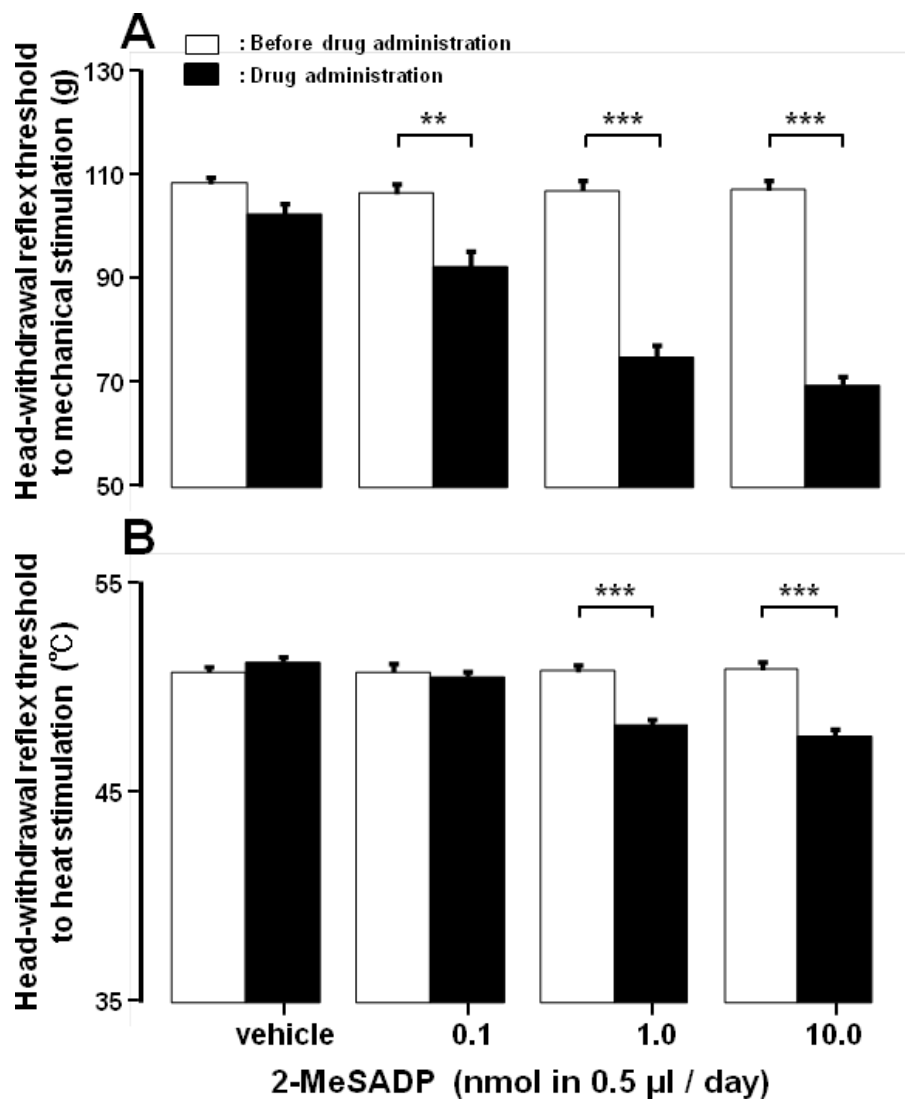 A
: Before drug administration
: Drug administration
Head-withdrawal reflex threshold
to mechanical stimulation (g)
130
110
90
70
50
**
***
***
B
Head-withdrawal reflex threshold
to heat stimulation (℃)
55
45
35
***
***
vehicle 0.1 1.0 10.0
2-MeSADP (nmol in 0.5 µl / day)